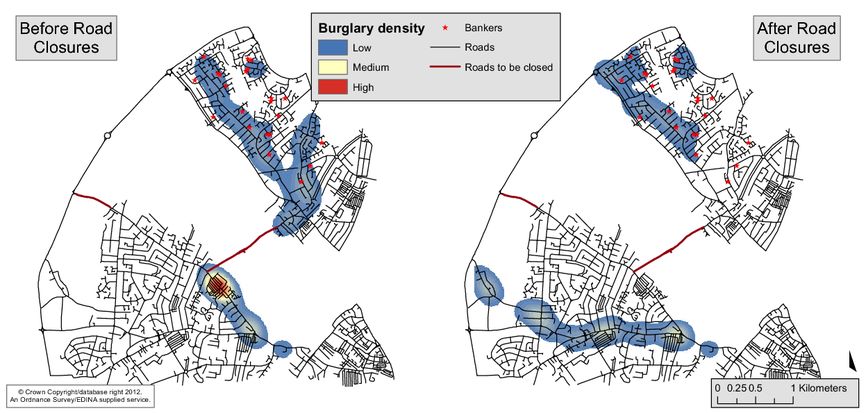 Before Road
Closures
Burglary density
Low
Medium
High
Bankers
Roads
Roads to be closed
After Road
Closures
© Crown Copyright/database right 2012.
An Ordnance Survey/EDINA supplied service.
0 0.25 0.5 1 Kilometers